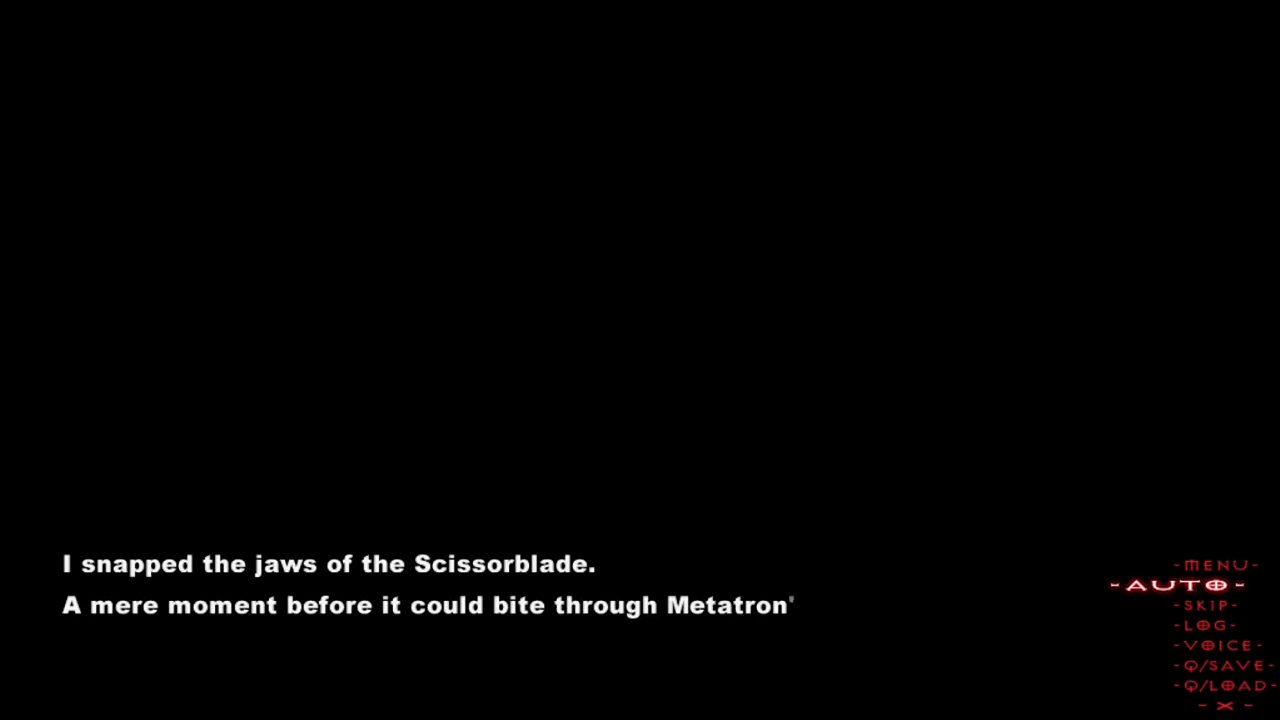 I snapped the jaws of the Scissorblade.
A mere moment before it could bite through Metatron'
-MENU-
-AUTO-
-SKIP-
-LOG-
-VOICE-
-Q/SAVE-
-Q/LOAD-
-X-